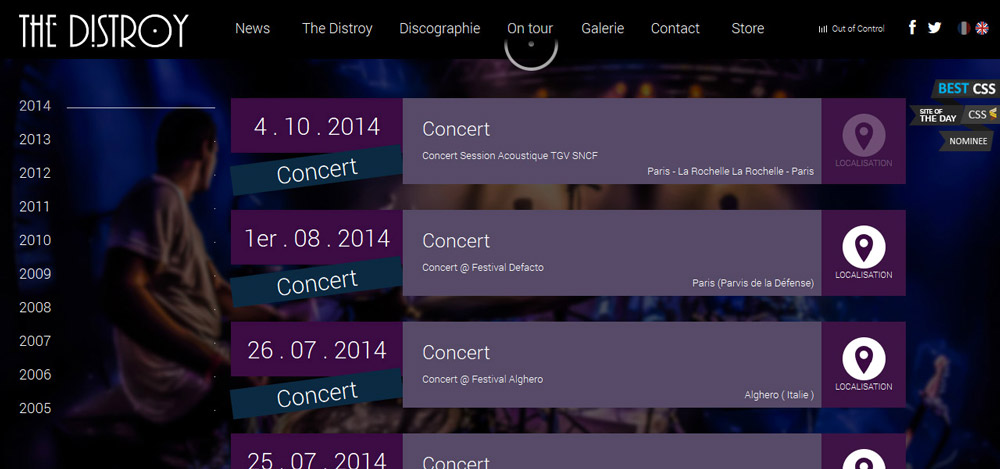 THE DISTROY
News The Distroy Discographie On tour Galerie Contact Store Out of Control
BEST CSS
SITE OF
THE DAY CSS
NOMINEE
2014
2013
2012
2011
2010
2009
2008
2007
2006
2005
4 . 10 . 2014
Concert
Concert
Concert Session Acoustique TGV SNCF
Paris - La Rochelle La Rochelle - Paris
LOCALISATION
1er . 08 . 2014
Concert
Concert
Concert @ Festival Defacto
Paris (Parvis de la Défense)
LOCALISATION
26 . 07 . 2014
Concert
Concert
Concert @ Festival Alghero
Alghero ( Italie )
LOCALISATION
25 . 07 . 2014
Concert